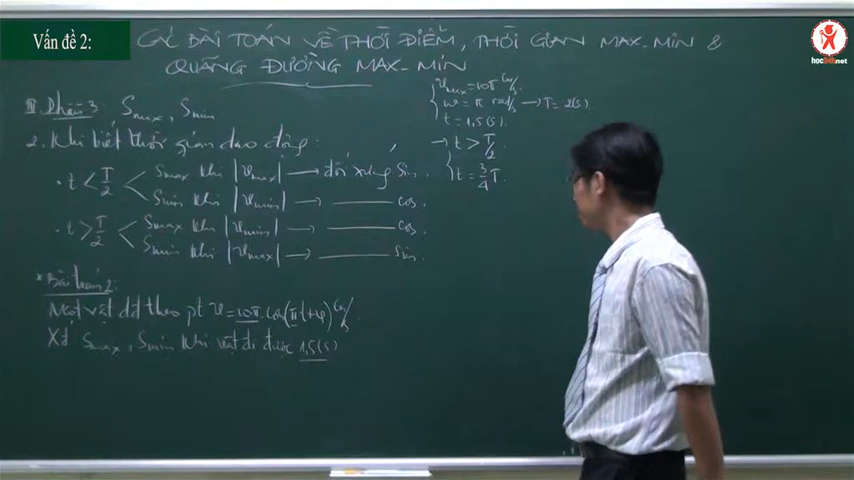 Vấn đề 2:
CÁC BÀI TOÁN VỀ THỜI ĐIỂM, THỜI GIAN MAX-MIN &
QUÃNG ĐƯỜNG MAX-MIN
hoc247.net
3: Smax, Smin
2. Khi biết thời gian dao động:
• t < T/2 < Smax khi |vmax| → đối xứng Sin.
Smin khi |vmin| → ——— cos.
• t > T/2 < Smax khi |vmin| → ——— cos.
Smin khi |vmax| → ——— Sin.
* Bài toán 2:
Một vật dđ theo pt v = 10π cos(πt+φ) cm/s.
Xđ Smax, Smin khi vật đi được 1,5(s)
vmax = 10π cm/s
ω = π rad/s → T = 2(s).
t = 1,5(s).
→ t > T/2
t = 3/4 T.